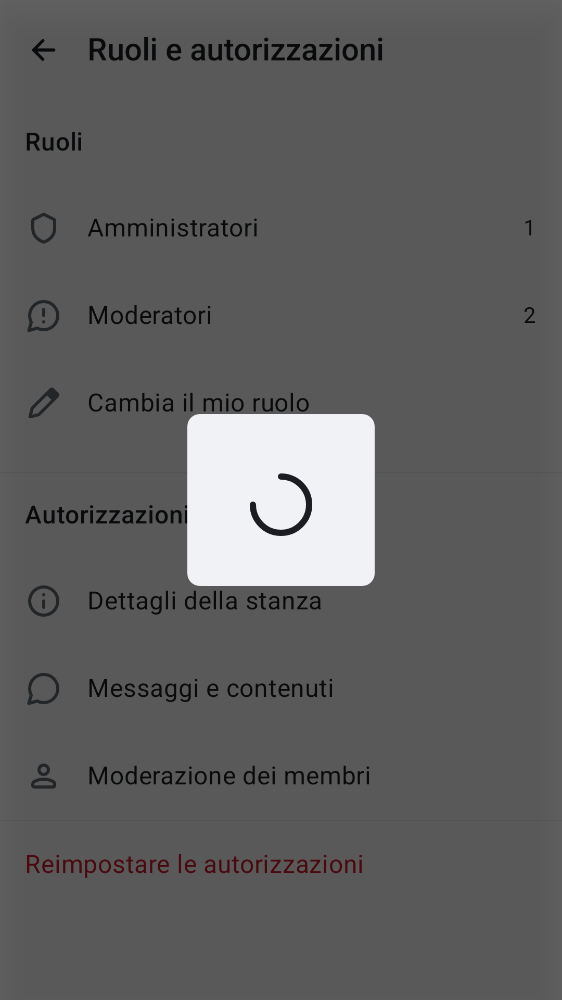 Ruoli e autorizzazioni
Ruoli
Amministratori 1
Moderatori 2
Cambia il mio ruolo
Autorizzazioni
Dettagli della stanza
Messaggi e contenuti
Moderazione dei membri
Reimpostare le autorizzazioni